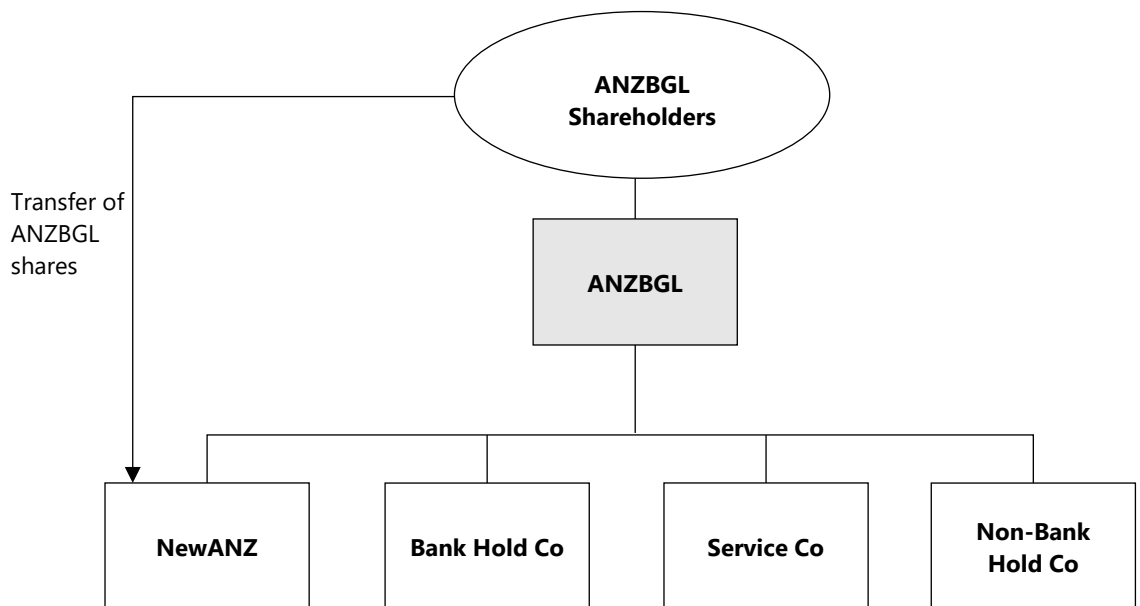 ANZBGL
Shareholders
Transfer of
ANZBGL
shares
ANZBGL
NewANZ
Bank Hold Co
Service Co
Non-Bank
Hold Co